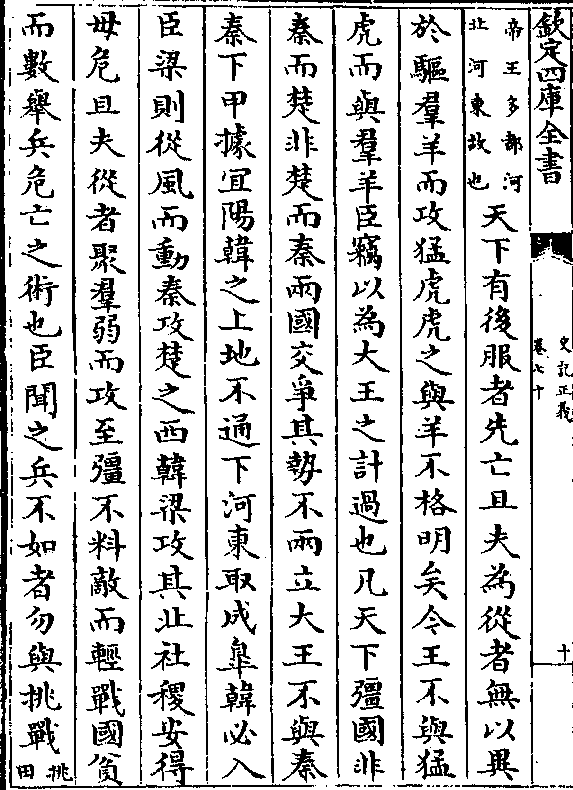 欽定四庫全書
史記正義
卷七十
十
帝王多都河
北河東故也
天下有後服者先亡且夫為從者無以異
於驅羣羊而攻猛虎虎之與羊不格明矣今王不與猛
虎而與羣羊臣竊以為大王之計過也凡天下彊國非
秦而楚非楚而秦兩國交爭其勢不兩立大王不與秦
秦下甲據宜陽韓之上地不通下河東取成臯韓必入
臣梁則從風而動秦攻楚之西韓梁攻其北社稷安得
毋危且夫從者聚羣弱而攻至彊不料敵而輕戰國貧
而數舉兵危亡之術也臣聞之兵不如者勿與挑戰
挑
田